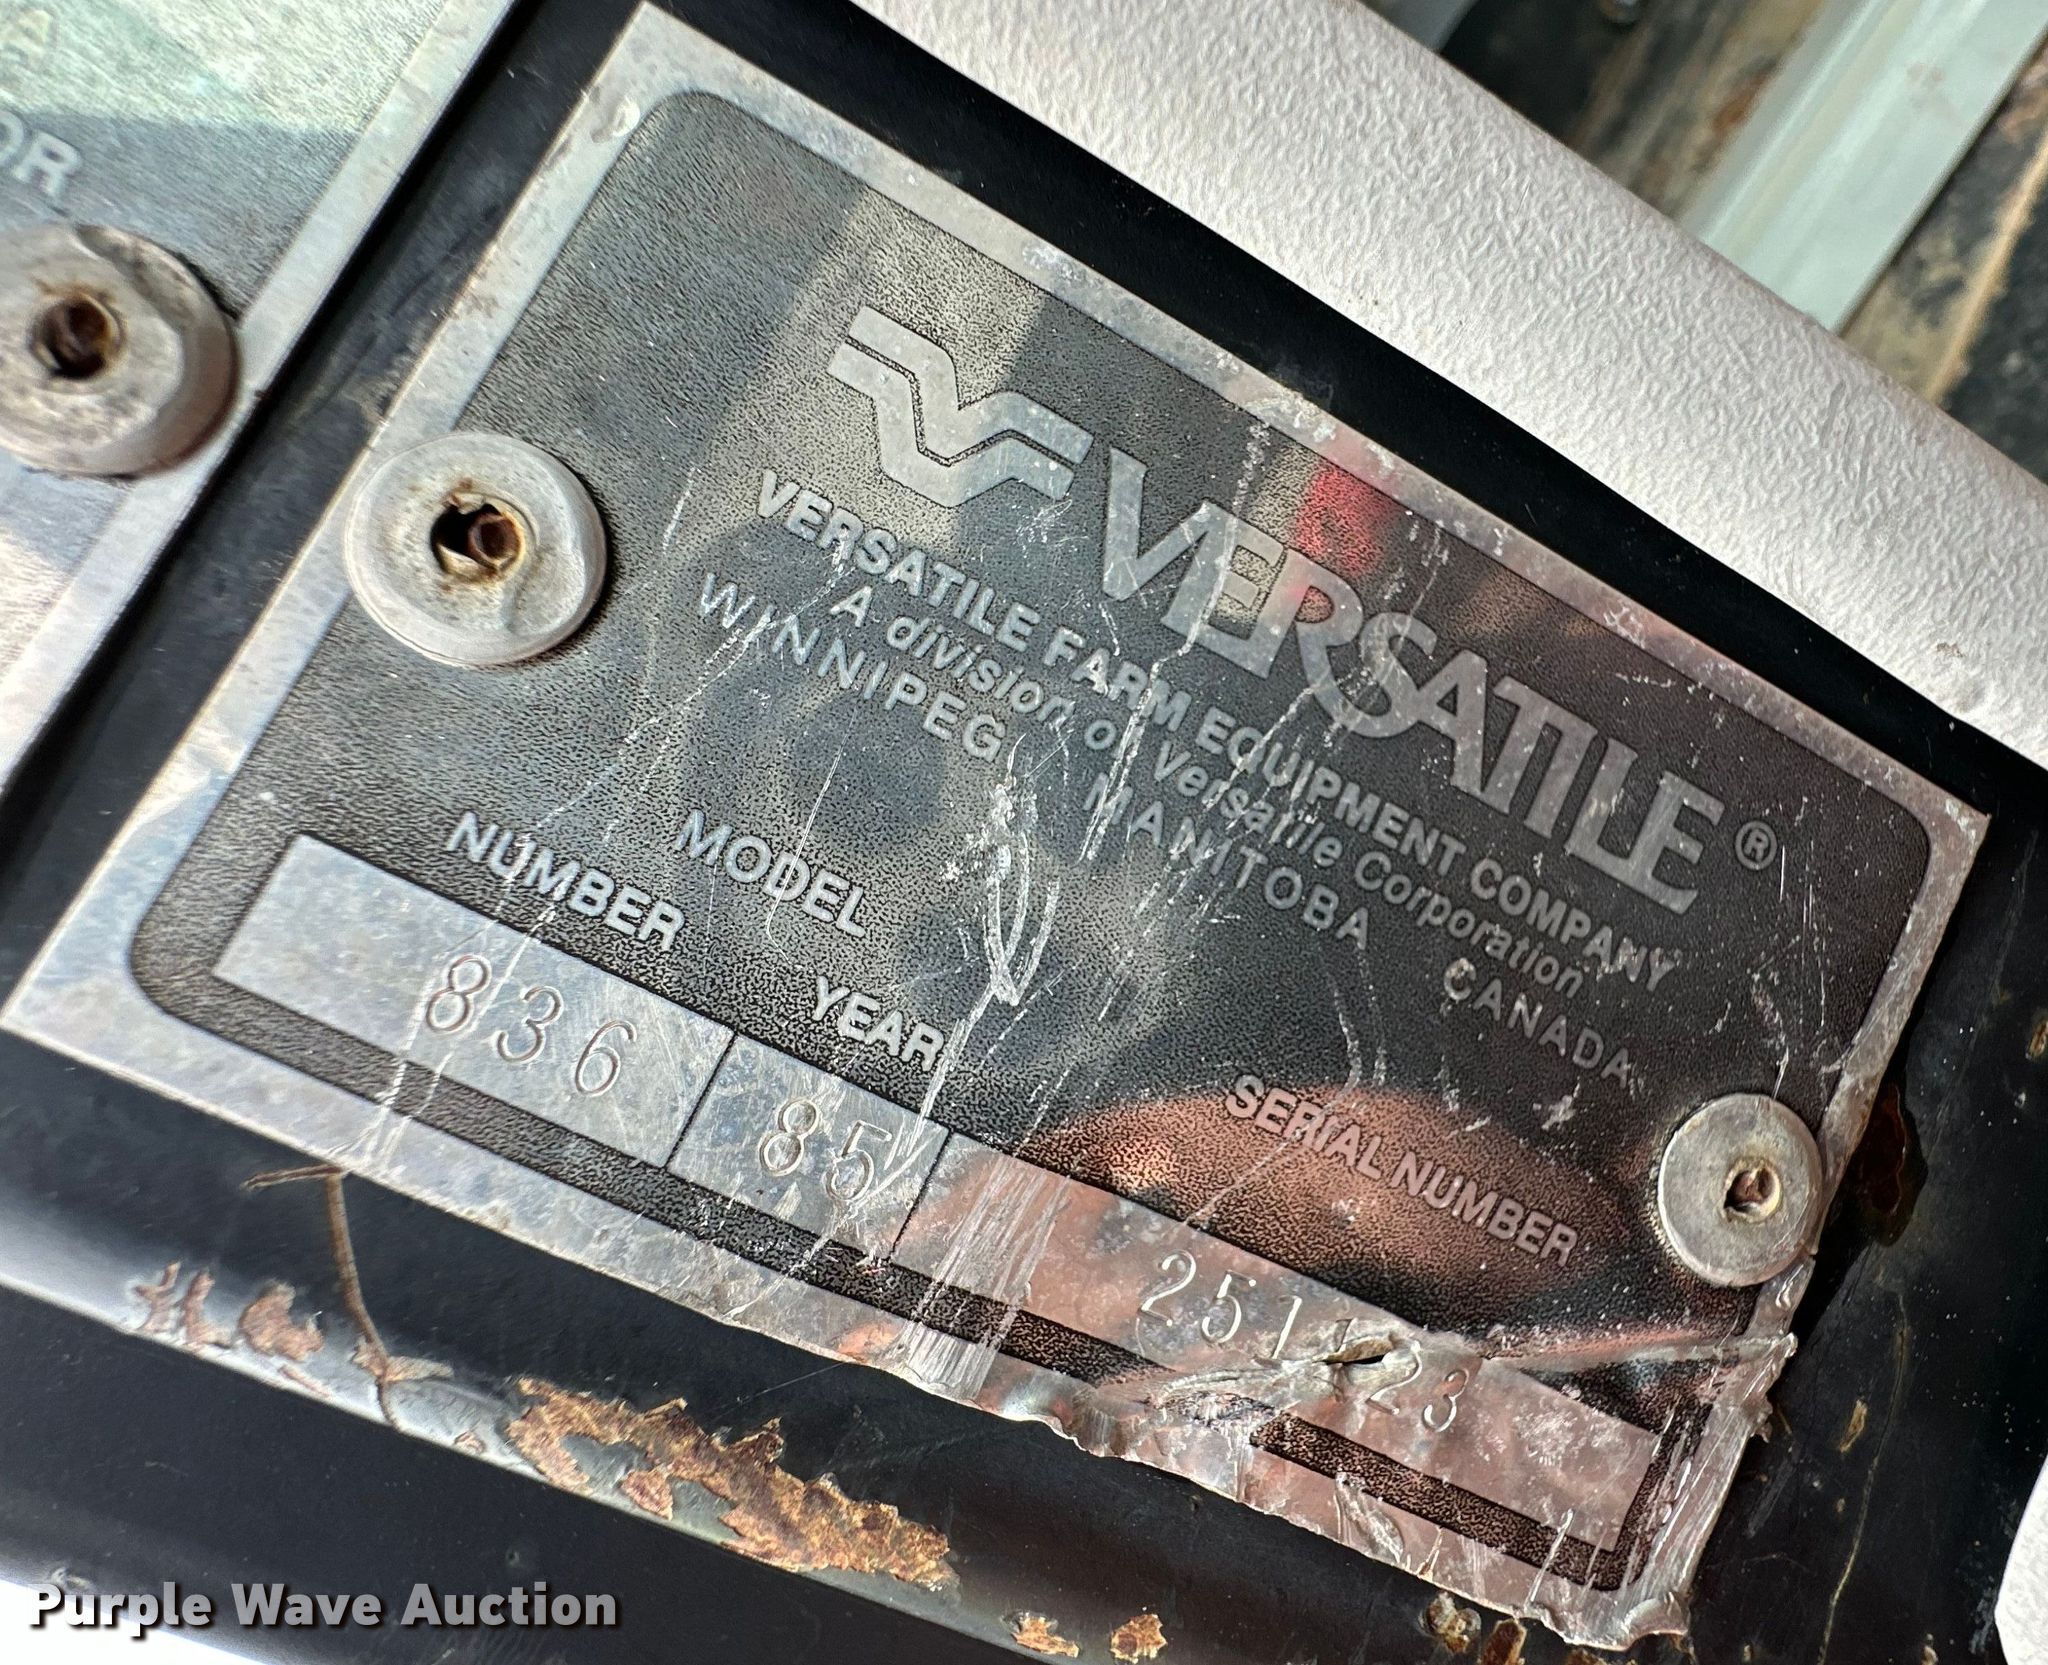 OR
VERSATILE®
VERSATILE FARM EQUIPMENT COMPANY
A division of Versatile Corporation
WINNIPEG MANITOBA CANADA
MODEL
NUMBER YEAR SERIAL NUMBER
836 85 251123
Purple Wave Auction